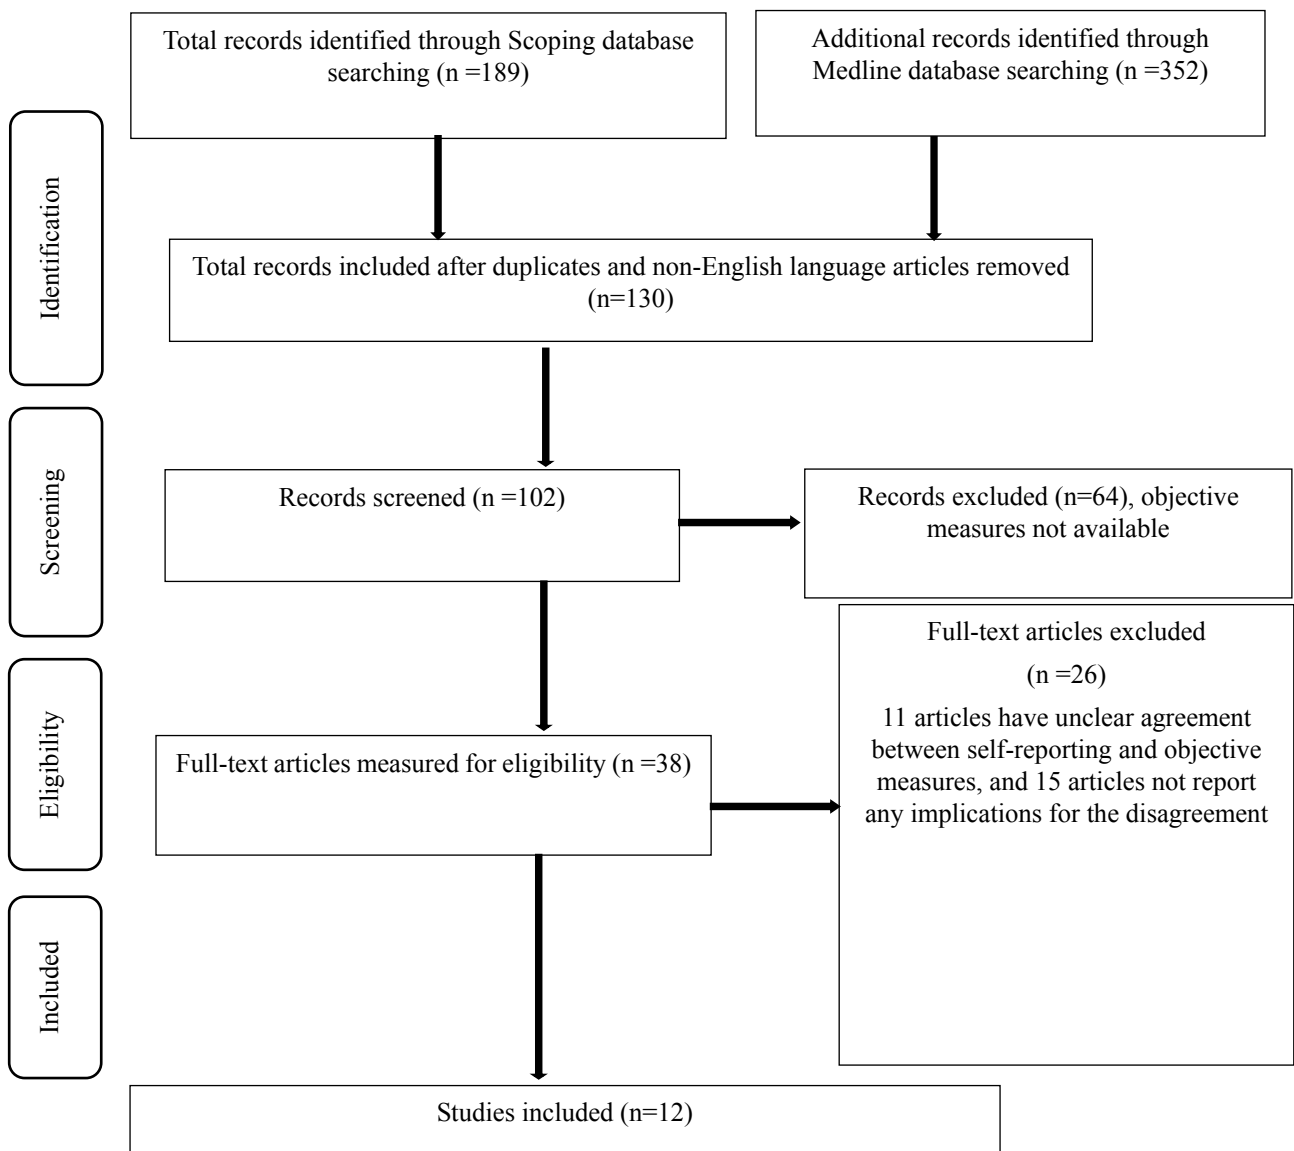 Total records identified through Scoping database
searching (n =189)
Additional records identified through
Medline database searching (n =352)
Identification
Total records included after duplicates and non-English language articles removed
(n=130)
Screening
Records screened (n =102)
Records excluded (n=64), objective
measures not available
Eligibility
Full-text articles measured for eligibility (n =38)
Full-text articles excluded
(n =26)
11 articles have unclear agreement
between self-reporting and objective
measures, and 15 articles not report
any implications for the disagreement
Included
Studies included (n=12)